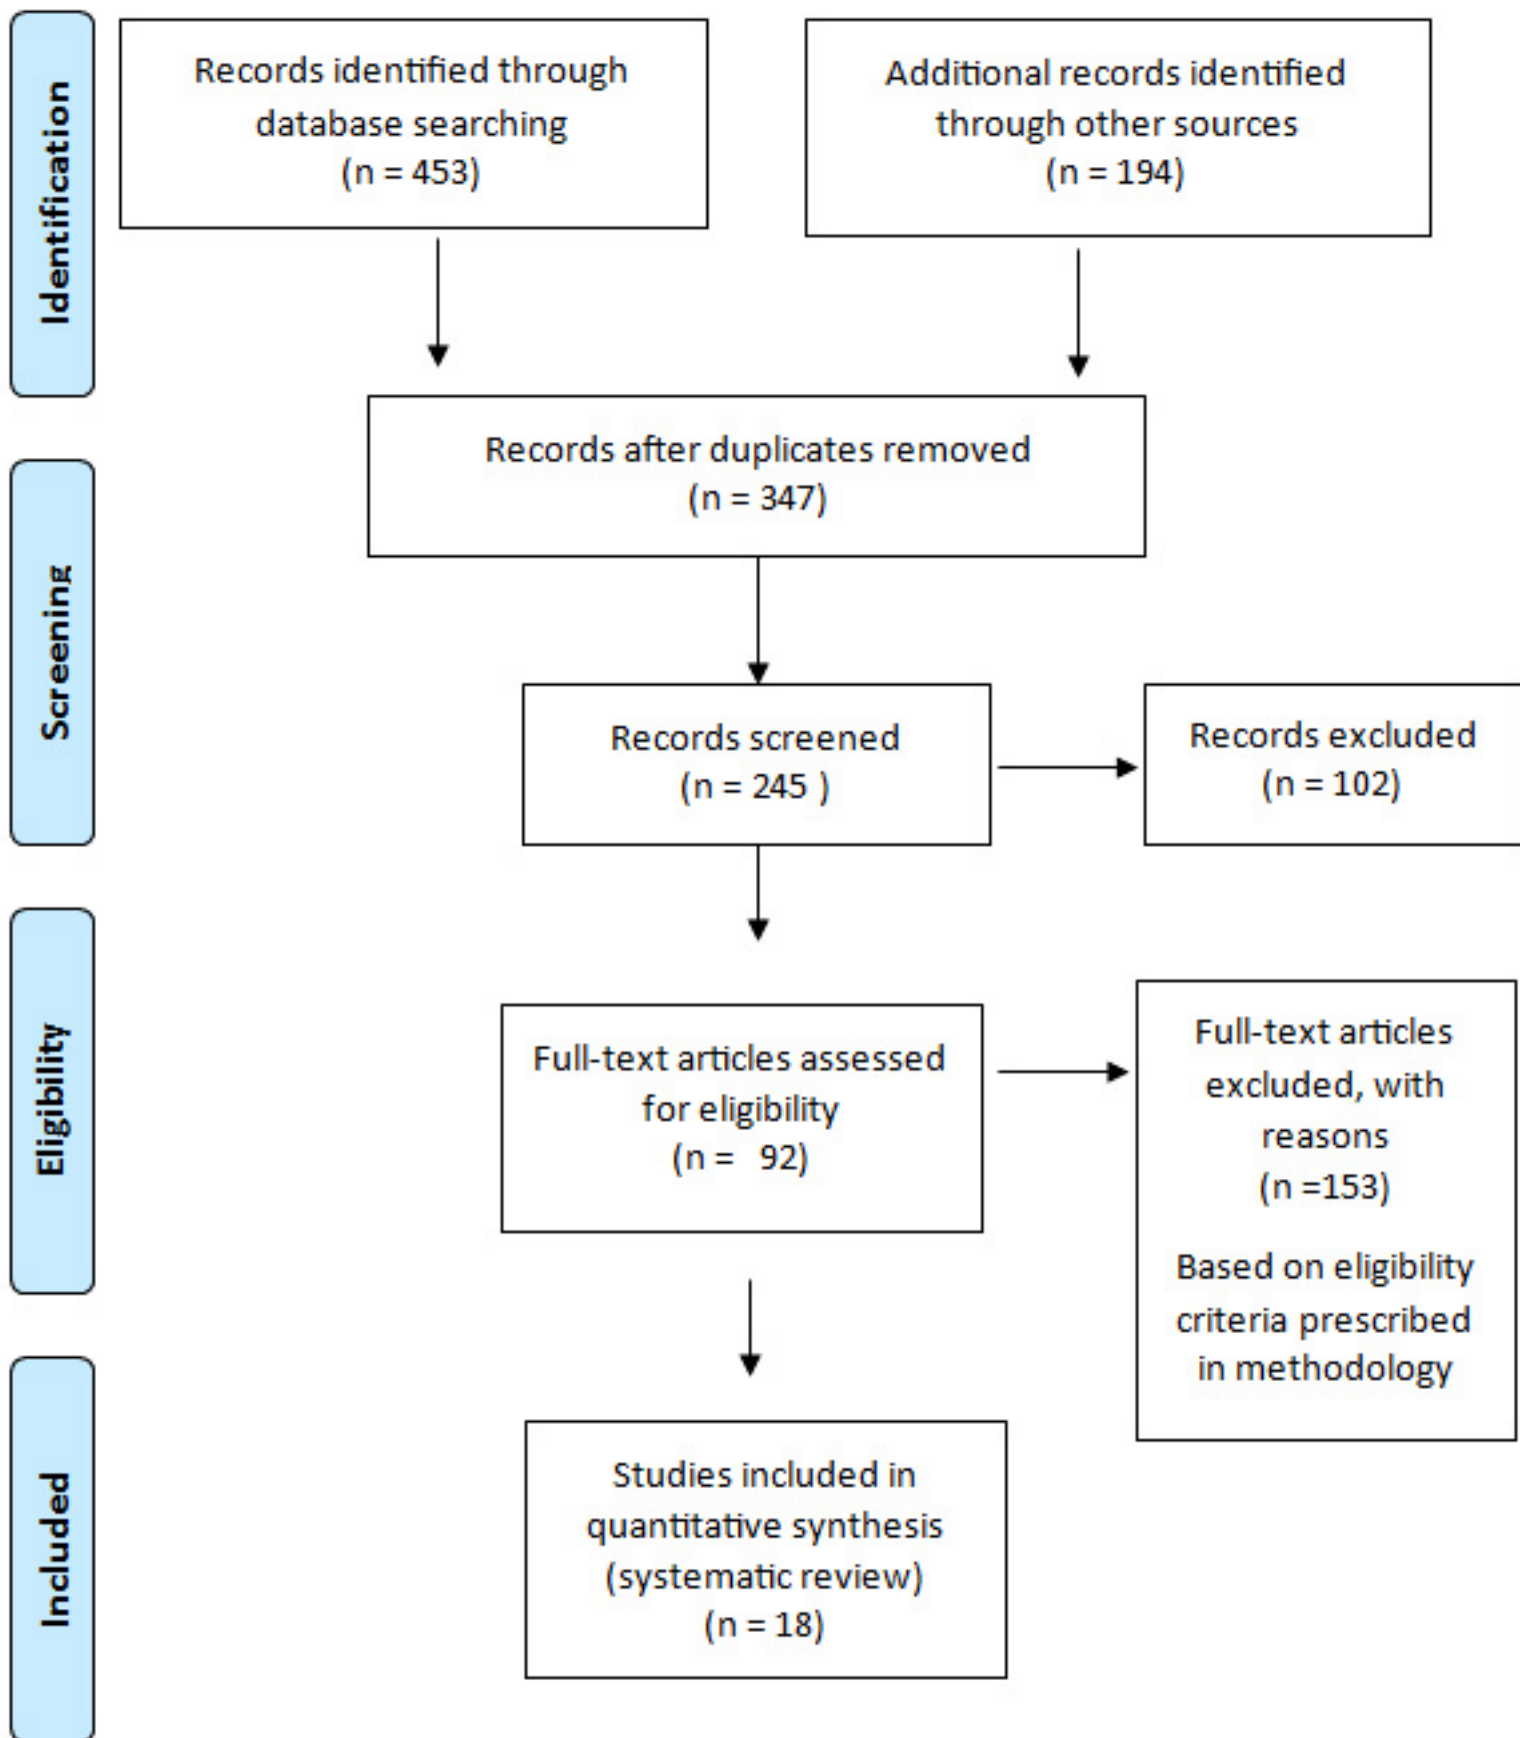 Identification
Records identified through
database searching
(n = 453)
Additional records identified
through other sources
(n = 194)
Records after duplicates removed
(n = 347)
Screening
Records screened
(n = 245 )
Records excluded
(n = 102)
Eligibility
Full-text articles assessed
for eligibility
(n =  92)
Full-text articles
excluded, with
reasons
(n =153)
Based on eligibility
criteria prescribed
in methodology
Included
Studies included in
quantitative synthesis
(systematic review)
(n = 18)